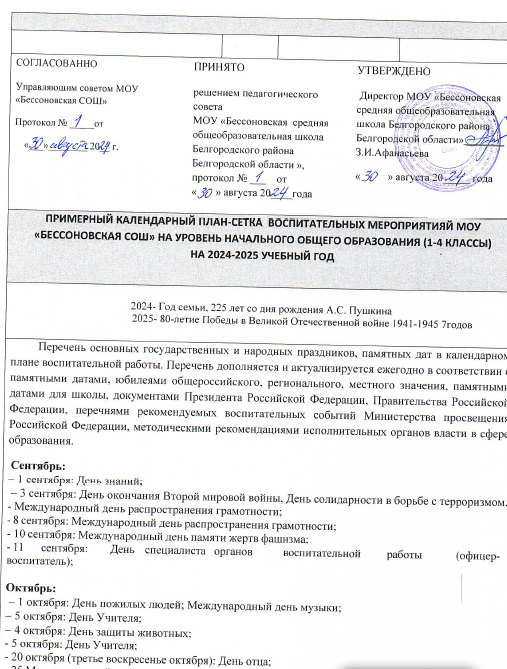 СОГЛАСОВАНО
Управляющим советом МОУ
«Бессоновская СОШ»
Протокол № 1 от
«30» августа 2024 г.
ПРИНЯТО
решением педагогического
совета
МОУ «Бессоновская средняя
общеобразовательная школа
Белгородского района
Белгородской области »,
протокол № 1 от
« 30 » августа 2024 года
УТВЕРЖДЕНО
Директор МОУ «Бессоновская
средняя общеобразовательная
школа Белгородского района
Белгородской области»
З.И.Афанасьева
« 30 » августа 2024 года
ПРИМЕРНЫЙ КАЛЕНДАРНЫЙ ПЛАН-СЕТКА ВОСПИТАТЕЛЬНЫХ МЕРОПРИЯТИЯЙ МОУ
«БЕССОНОВСКАЯ СОШ» НА УРОВЕНЬ НАЧАЛЬНОГО ОБЩЕГО ОБРАЗОВАНИЯ (1-4 КЛАССЫ)
НА 2024-2025 УЧЕБНЫЙ ГОД
2024- Год семьи, 225 лет со дня рождения А.С. Пушкина
2025- 80-летие Победы в Великой Отечественной войне 1941-1945 7годов
Перечень основных государственных и народных праздников, памятных дат в календарном
плане воспитательной работы. Перечень дополняется и актуализируется ежегодно в соответствии с
памятными датами, юбилеями общероссийского, регионального, местного значения, памятными
датами для школы, документами Президента Российской Федерации, Правительства Российской
Федерации, перечнями рекомендуемых воспитательных событий Министерства просвещения
Российской Федерации, методическими рекомендациями исполнительных органов власти в сфере
образования.
Сентябрь:
– 1 сентября: День знаний;
– 3 сентября: День окончания Второй мировой войны, День солидарности в борьбе с терроризмом.
- Международный день распространения грамотности;
- 8 сентября: Международный день распространения грамотности;
- 10 сентября: Международный день памяти жертв фашизма;
- 11 сентября: День специалиста органов воспитательной работы (офицер-
воспитатель);
Октябрь:
– 1 октября: День пожилых людей; Международный день музыки;
– 5 октября: День Учителя;
– 4 октября: День защиты животных;
- 5 октября: День Учителя;
- 20 октября (третье воскресенье октября): День отца;